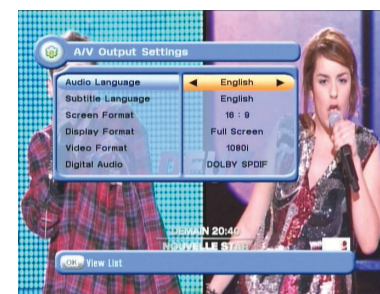 A/V Output Settings
Audio Language English
Subtitle Language English
Screen Format 16 : 9
Display Format Full Screen
Video Format 1080i
Digital Audio DOLBY SPDIF
DEMAIN 20:40
NOUVELLE STAR
OK View List